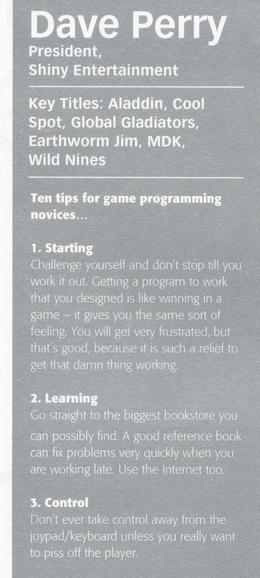 Dave Perry
President,
Shiny Entertainment
Key Titles: Aladdin, Cool
Spot, Global Gladiators,
Earthworm Jim, MDK,
Wild Nines
Ten tips for game programming
novices...
1. Starting
Challenge yourself and don't stop till you
work it out. Getting a program to work
that you designed is like winning in a
game – it gives you the same sort of
feeling. You will get very frustrated, but
that's good, because it is such a relief to
get that damn thing working.
2. Learning
Go straight to the biggest bookstore you
can possibly find. A good reference book
can fix problems very quickly when you
are working late. Use the Internet too.
3. Control
Don't ever take control away from the
joypad/keyboard unless you really want
to piss off the player.